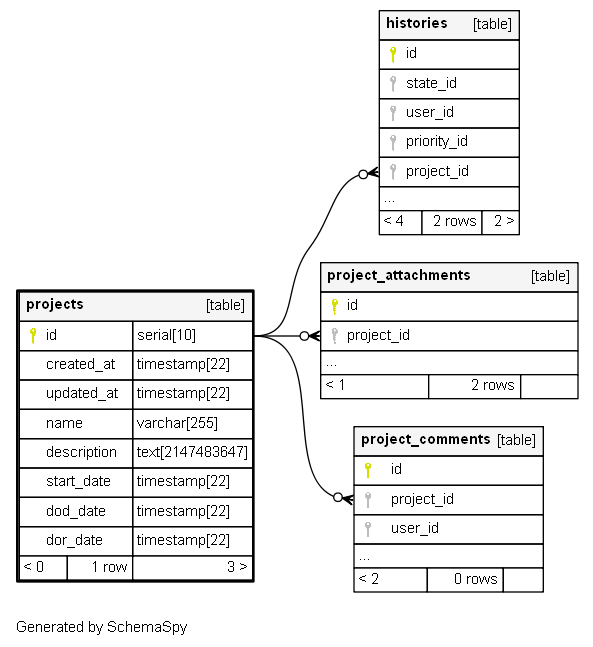 histories [table]
id
state_id
user_id
priority_id
project_id
...
< 4 2 rows 2 >
project_attachments [table]
id
project_id
...
< 1 2 rows
projects [table]
id serial[10]
created_at timestamp[22]
updated_at timestamp[22]
name varchar[255]
description text[2147483647]
start_date timestamp[22]
dod_date timestamp[22]
dor_date timestamp[22]
< 0 1 row 3 >
project_comments [table]
id
project_id
user_id
...
< 2 0 rows
Generated by SchemaSpy